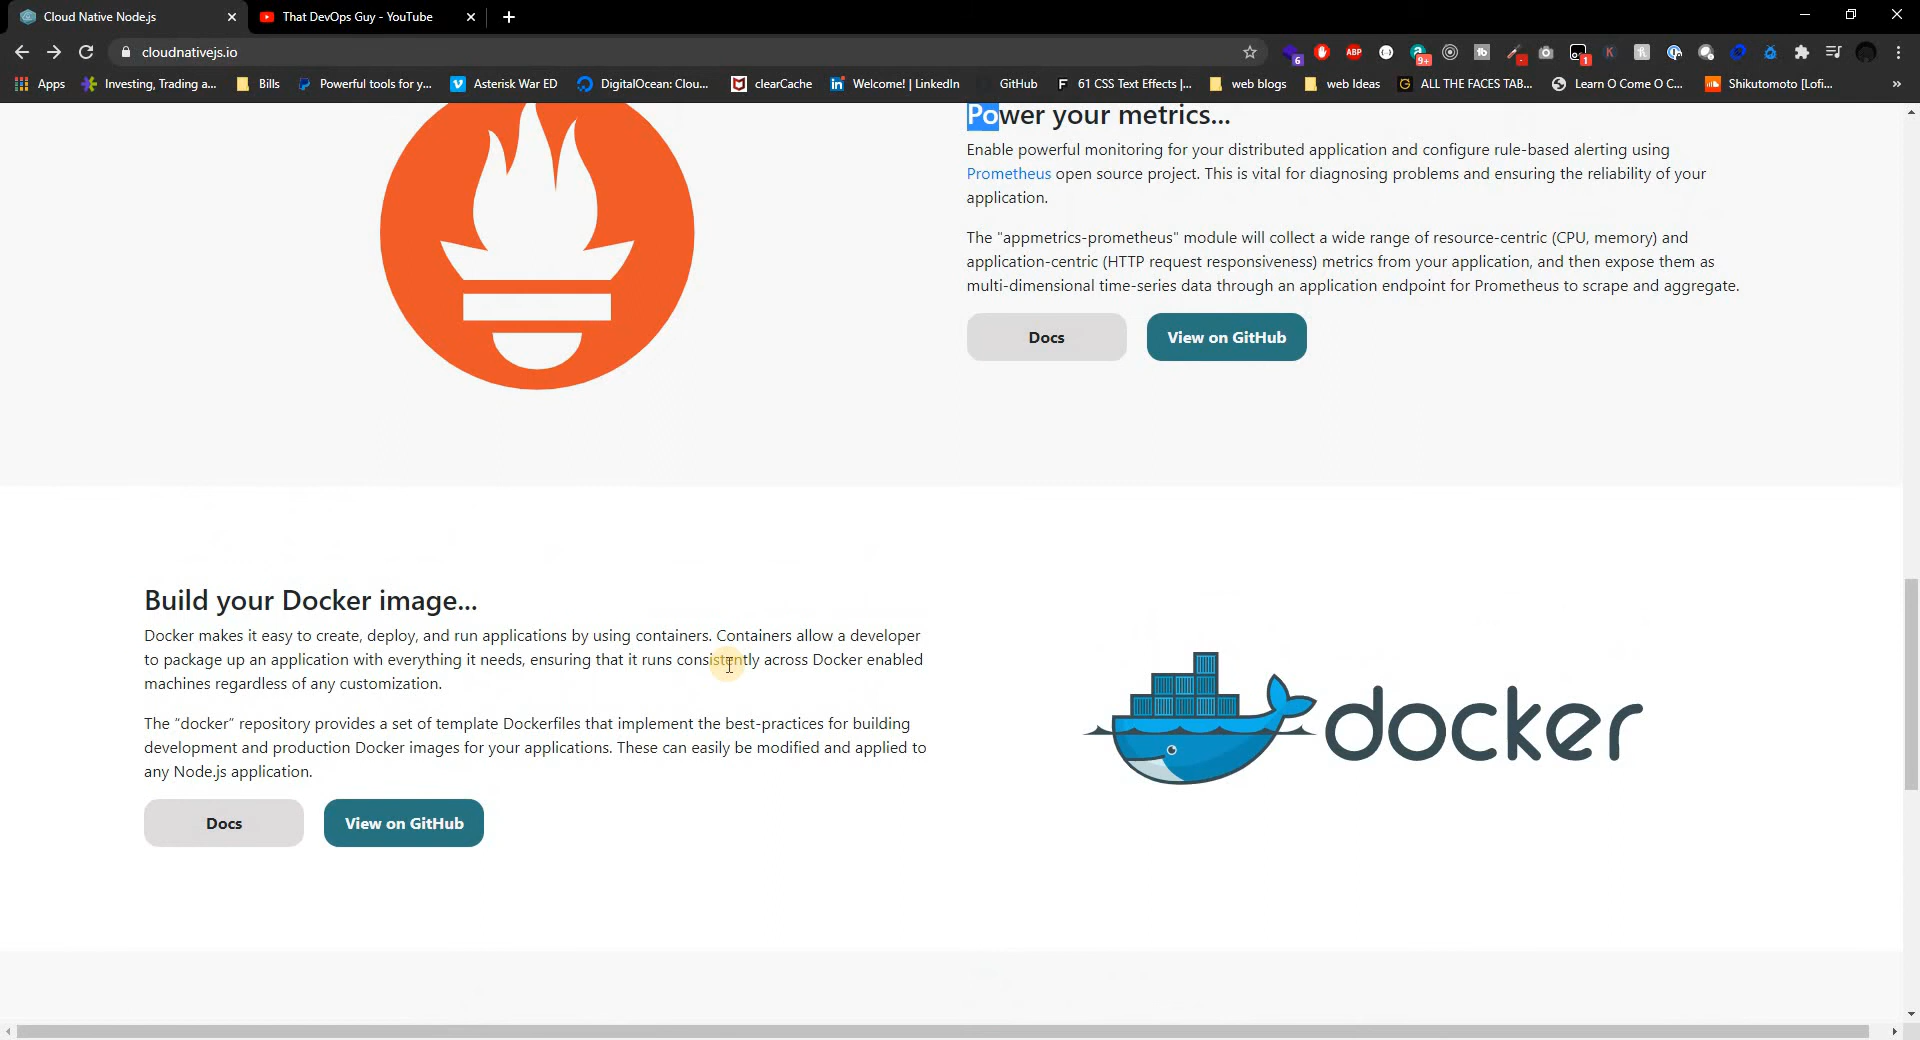 Cloud Native Node.js
That DevOps Guy - YouTube
cloudnativejs.io
6
ABP
9+
1
Apps
Investing, Trading a...
Bills
Powerful tools for y...
Asterisk War ED
DigitalOcean: Clou...
clearCache
Welcome! | LinkedIn
GitHub
61 CSS Text Effects |...
web blogs
web Ideas
ALL THE FACES TAB...
Learn O Come O C...
Shikutomoto [Lofi...
»
Power your metrics...
Enable powerful monitoring for your distributed application and configure rule-based alerting using
Prometheus open source project. This is vital for diagnosing problems and ensuring the reliability of your
application.
The "appmetrics-prometheus" module will collect a wide range of resource-centric (CPU, memory) and
application-centric (HTTP request responsiveness) metrics from your application, and then expose them as
multi-dimensional time-series data through an application endpoint for Prometheus to scrape and aggregate.
Docs
View on GitHub
Build your Docker image...
Docker makes it easy to create, deploy, and run applications by using containers. Containers allow a developer
to package up an application with everything it needs, ensuring that it runs consistently across Docker enabled
machines regardless of any customization.
The "docker" repository provides a set of template Dockerfiles that implement the best-practices for building
development and production Docker images for your applications. These can easily be modified and applied to
any Node.js application.
Docs
View on GitHub
docker